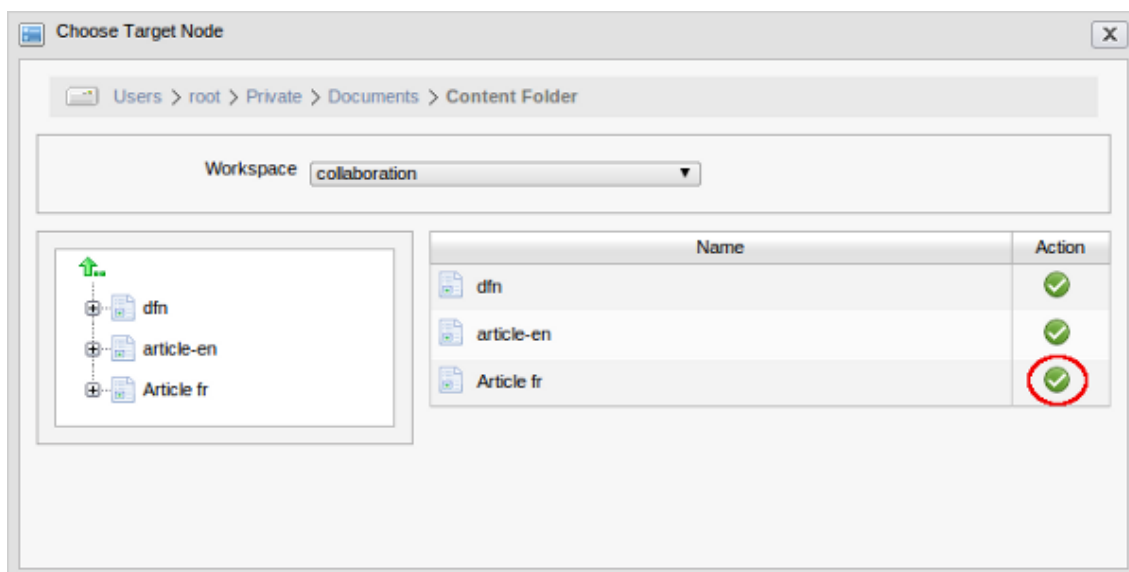 Choose Target Node
X
Users > root > Private > Documents > Content Folder
Workspace collaboration
dfn
article-en
Article fr
Name Action
dfn
article-en
Article fr